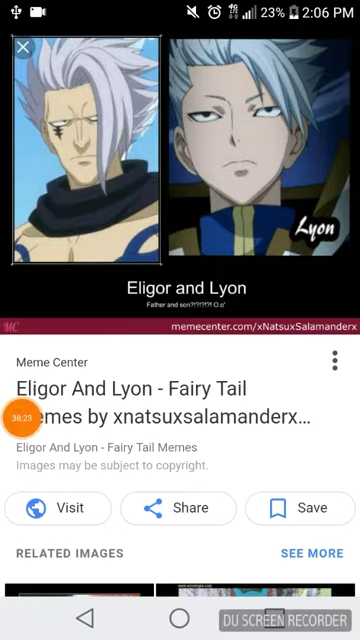 23% 2:06 PM
Lyon
Eligor and Lyon
Father and son?!?!?!?! O.o'
MC
memecenter.com/xNatsuxSalamanderx
Meme Center
Eligor And Lyon - Fairy Tail
emes by xnatsuxsalamanderx...
38:23
Eligor And Lyon - Fairy Tail Memes
Images may be subject to copyright.
Visit
Share
Save
RELATED IMAGES
SEE MORE
DU SCREEN RECORDER